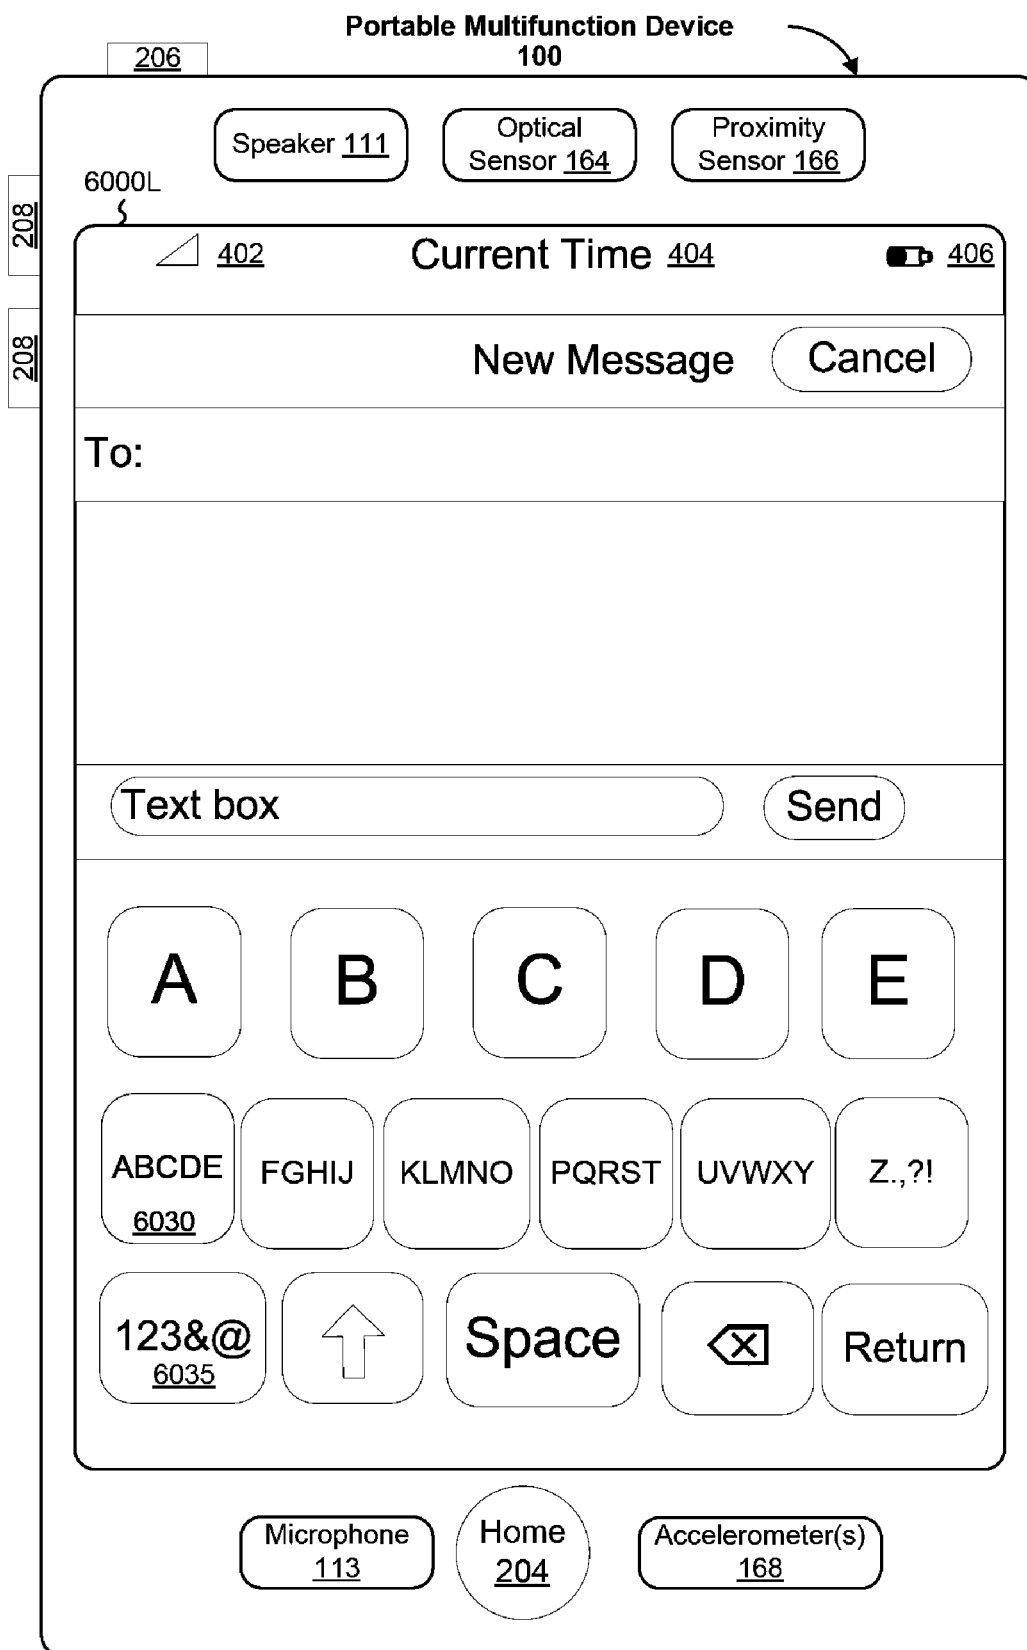 Portable Multifunction Device
100
206
Speaker 111
Optical
Sensor 164
Proximity
Sensor 166
6000L
208
208
402
Current Time 404
406
New Message
Cancel
To:
Text box
Send
A
B
C
D
E
ABCDE
6030
FGHIJ
KLMNO
PQRST
UVWXY
Z.,?!
123&@
6035
Space
Return
Microphone
113
Home
204
Accelerometer(s)
168